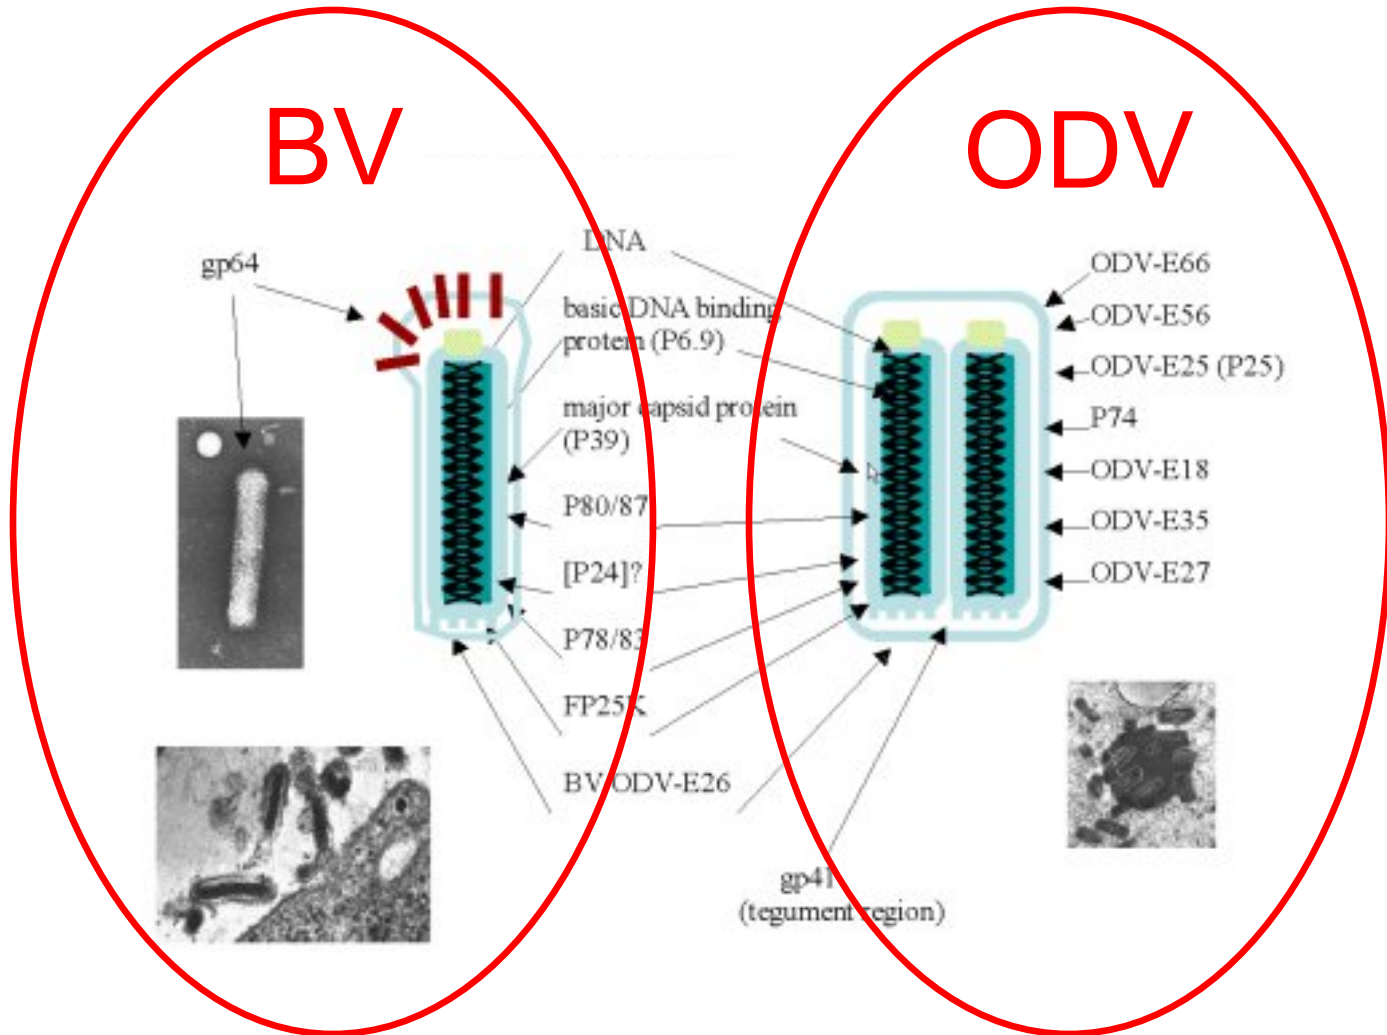 BV
ODV
gp64
DNA
basic DNA binding
protein (P6.9)
major capsid protein
(P39)
P80/87
[P24]?
P78/83
FP25K
BV/ODV-E26
gp41
(tegument region)
ODV-E66
ODV-E56
ODV-E25 (P25)
P74
ODV-E18
ODV-E35
ODV-E27